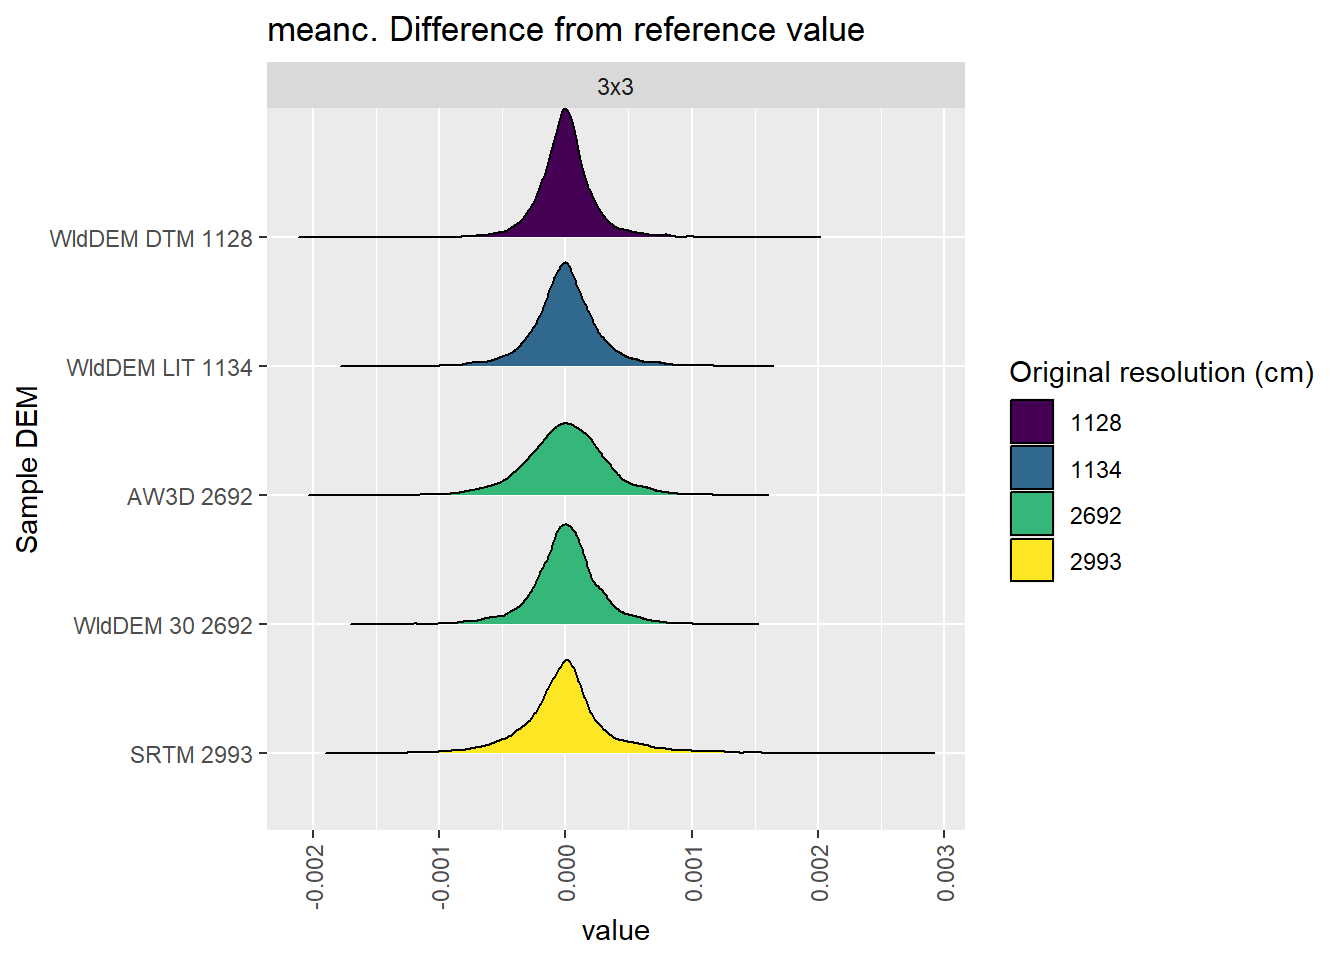 meanc. Difference from reference value
3x3
WldDEM DTM 1128
WldDEM LIT 1134
AW3D 2692
WldDEM 30 2692
SRTM 2993
Sample DEM
-0.002
-0.001
0.000
0.001
0.002
0.003
value
Original resolution (cm)
1128
1134
2692
2993